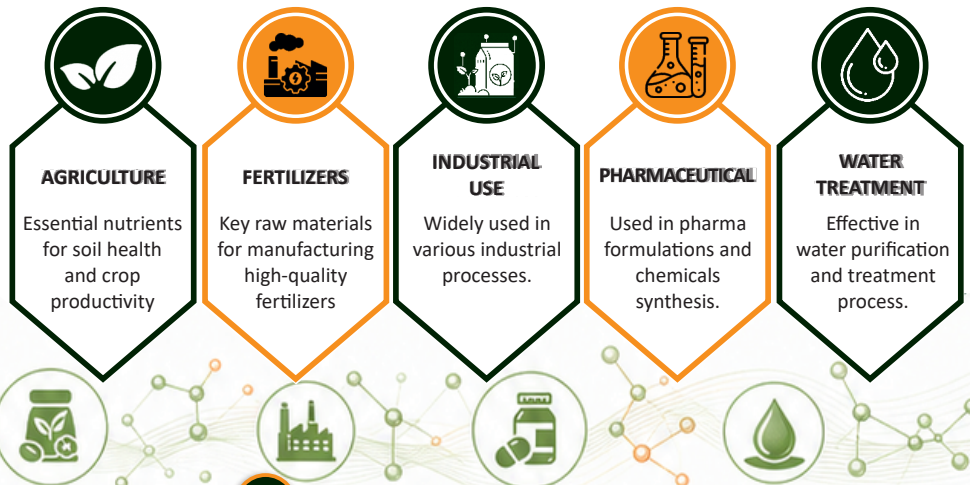 AGRICULTURE
Essential nutrients
for soil health
and crop
productivity
FERTILIZERS
Key raw materials
for manufacturing
high-quality
fertilizers
INDUSTRIAL
USE
Widely used in
various industrial
processes.
PHARMACEUTICAL
Used in pharma
formulations and
chemicals
synthesis.
WATER
TREATMENT
Effective in
water purification
and treatment
process.